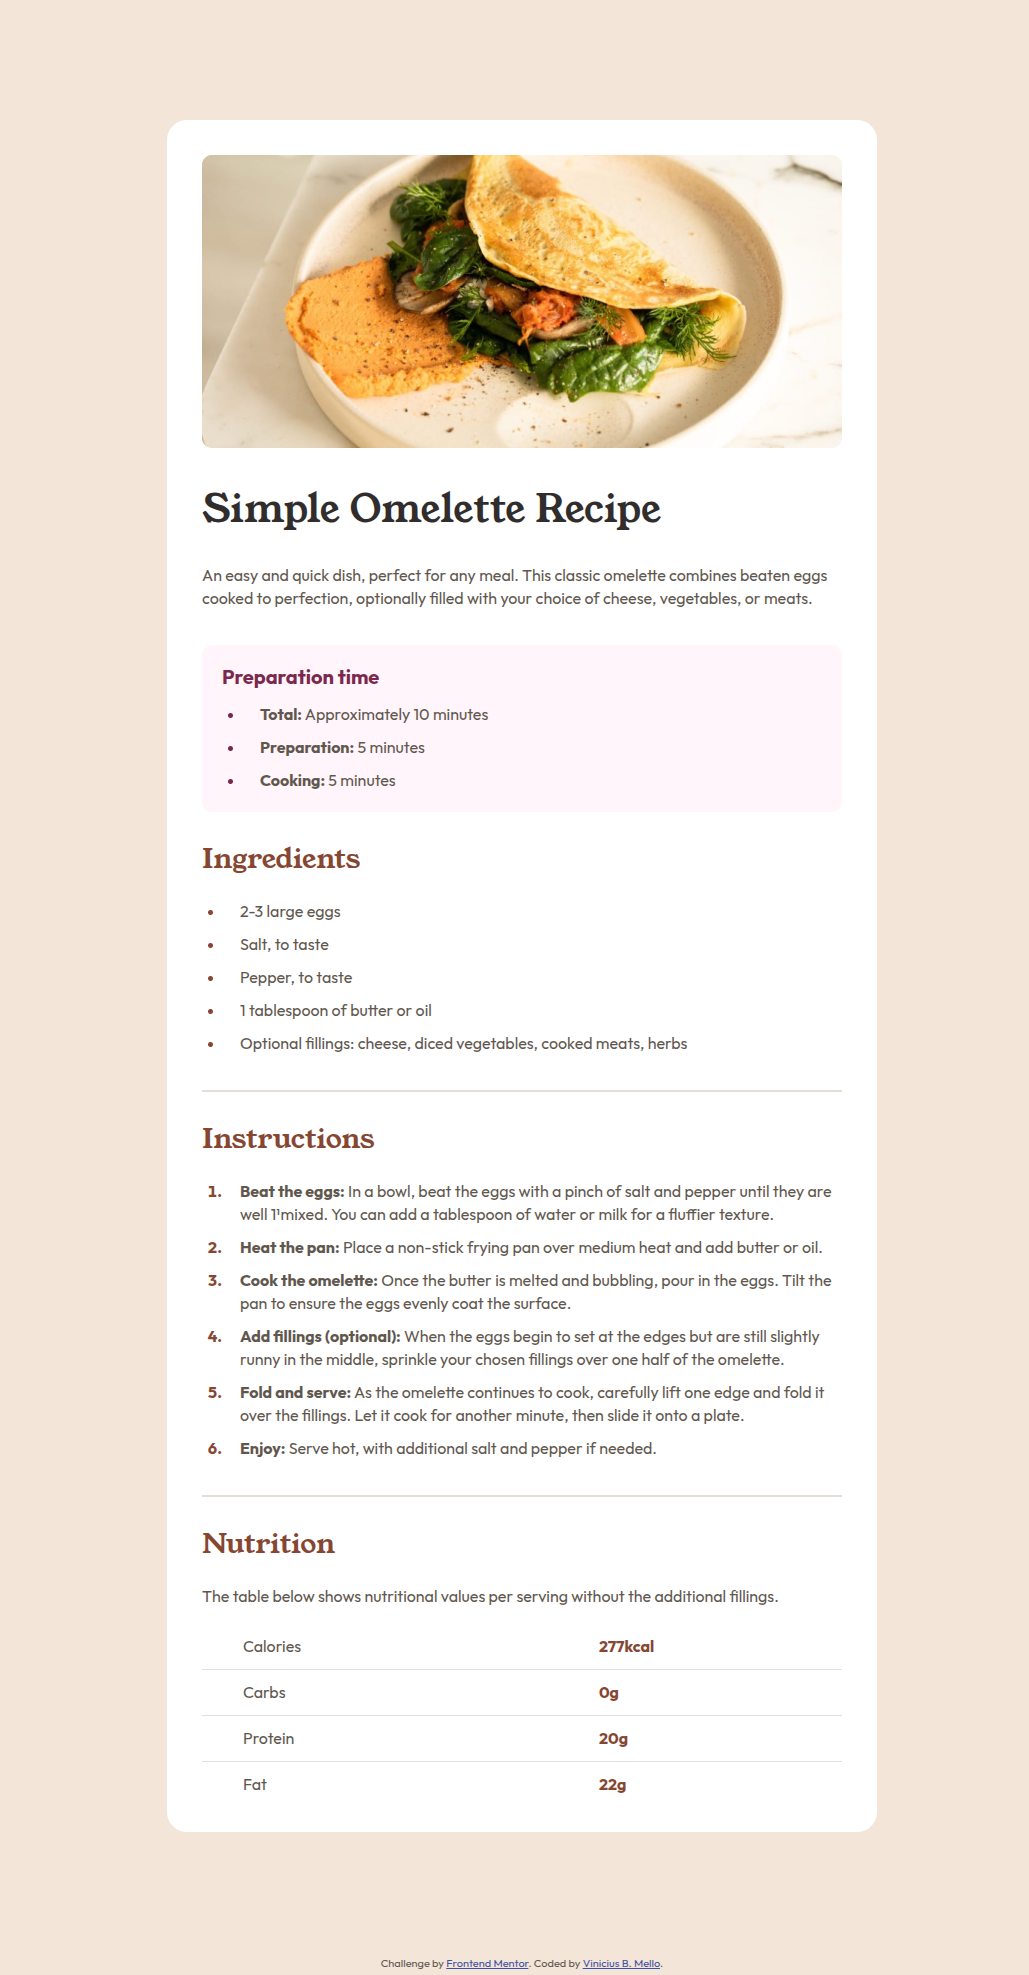 Simple Omelette Recipe
An easy and quick dish, perfect for any meal. This classic omelette combines beaten eggs
cooked to perfection, optionally filled with your choice of cheese, vegetables, or meats.
Preparation time
• Total: Approximately 10 minutes
• Preparation: 5 minutes
• Cooking: 5 minutes
Ingredients
• 2-3 large eggs
• Salt, to taste
• Pepper, to taste
• 1 tablespoon of butter or oil
• Optional fillings: cheese, diced vegetables, cooked meats, herbs
Instructions
1. Beat the eggs: In a bowl, beat the eggs with a pinch of salt and pepper until they are
well 1'mixed. You can add a tablespoon of water or milk for a fluffier texture.
2. Heat the pan: Place a non-stick frying pan over medium heat and add butter or oil.
3. Cook the omelette: Once the butter is melted and bubbling, pour in the eggs. Tilt the
pan to ensure the eggs evenly coat the surface.
4. Add fillings (optional): When the eggs begin to set at the edges but are still slightly
runny in the middle, sprinkle your chosen fillings over one half of the omelette.
5. Fold and serve: As the omelette continues to cook, carefully lift one edge and fold it
over the fillings. Let it cook for another minute, then slide it onto a plate.
6. Enjoy: Serve hot, with additional salt and pepper if needed.
Nutrition
The table below shows nutritional values per serving without the additional fillings.
Calories 277kcal
Carbs 0g
Protein 20g
Fat 22g
Challenge by Frontend Mentor. Coded by Vinicius B. Mello.